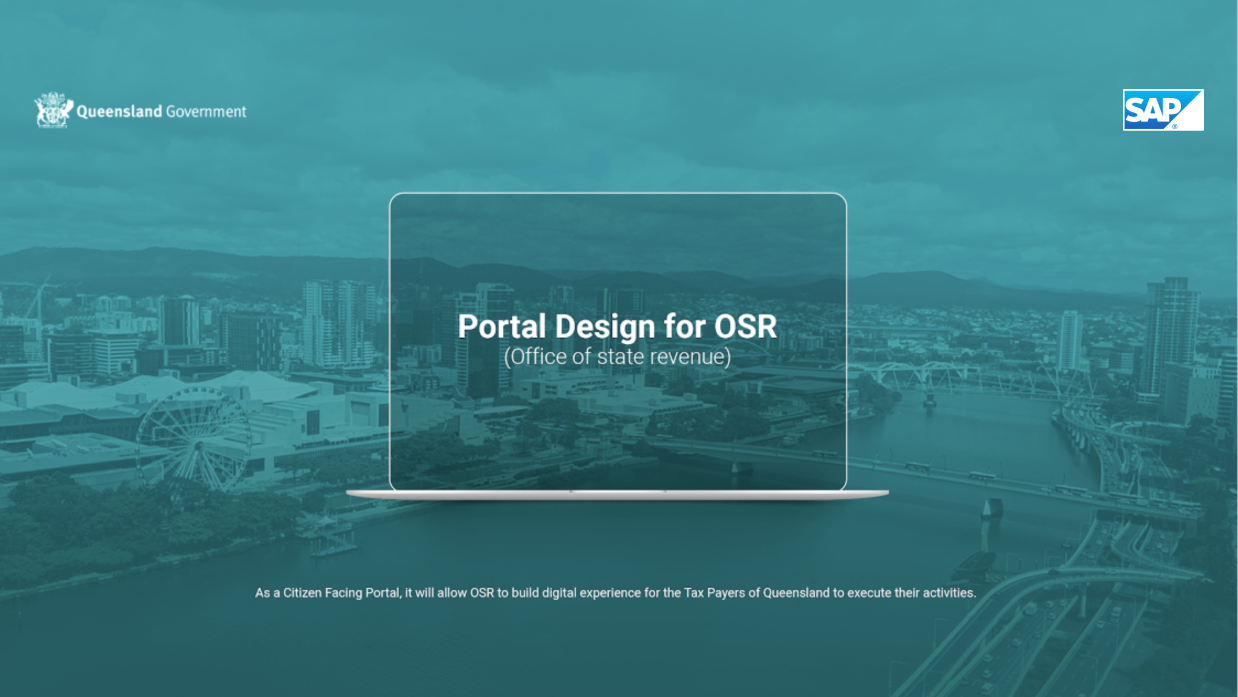 Queensland Government
SAP
®
Portal Design for OSR
(Office of state revenue)
As a Citizen Facing Portal, it will allow OSR to build digital experience for the Tax Payers of Queensland to execute their activities.